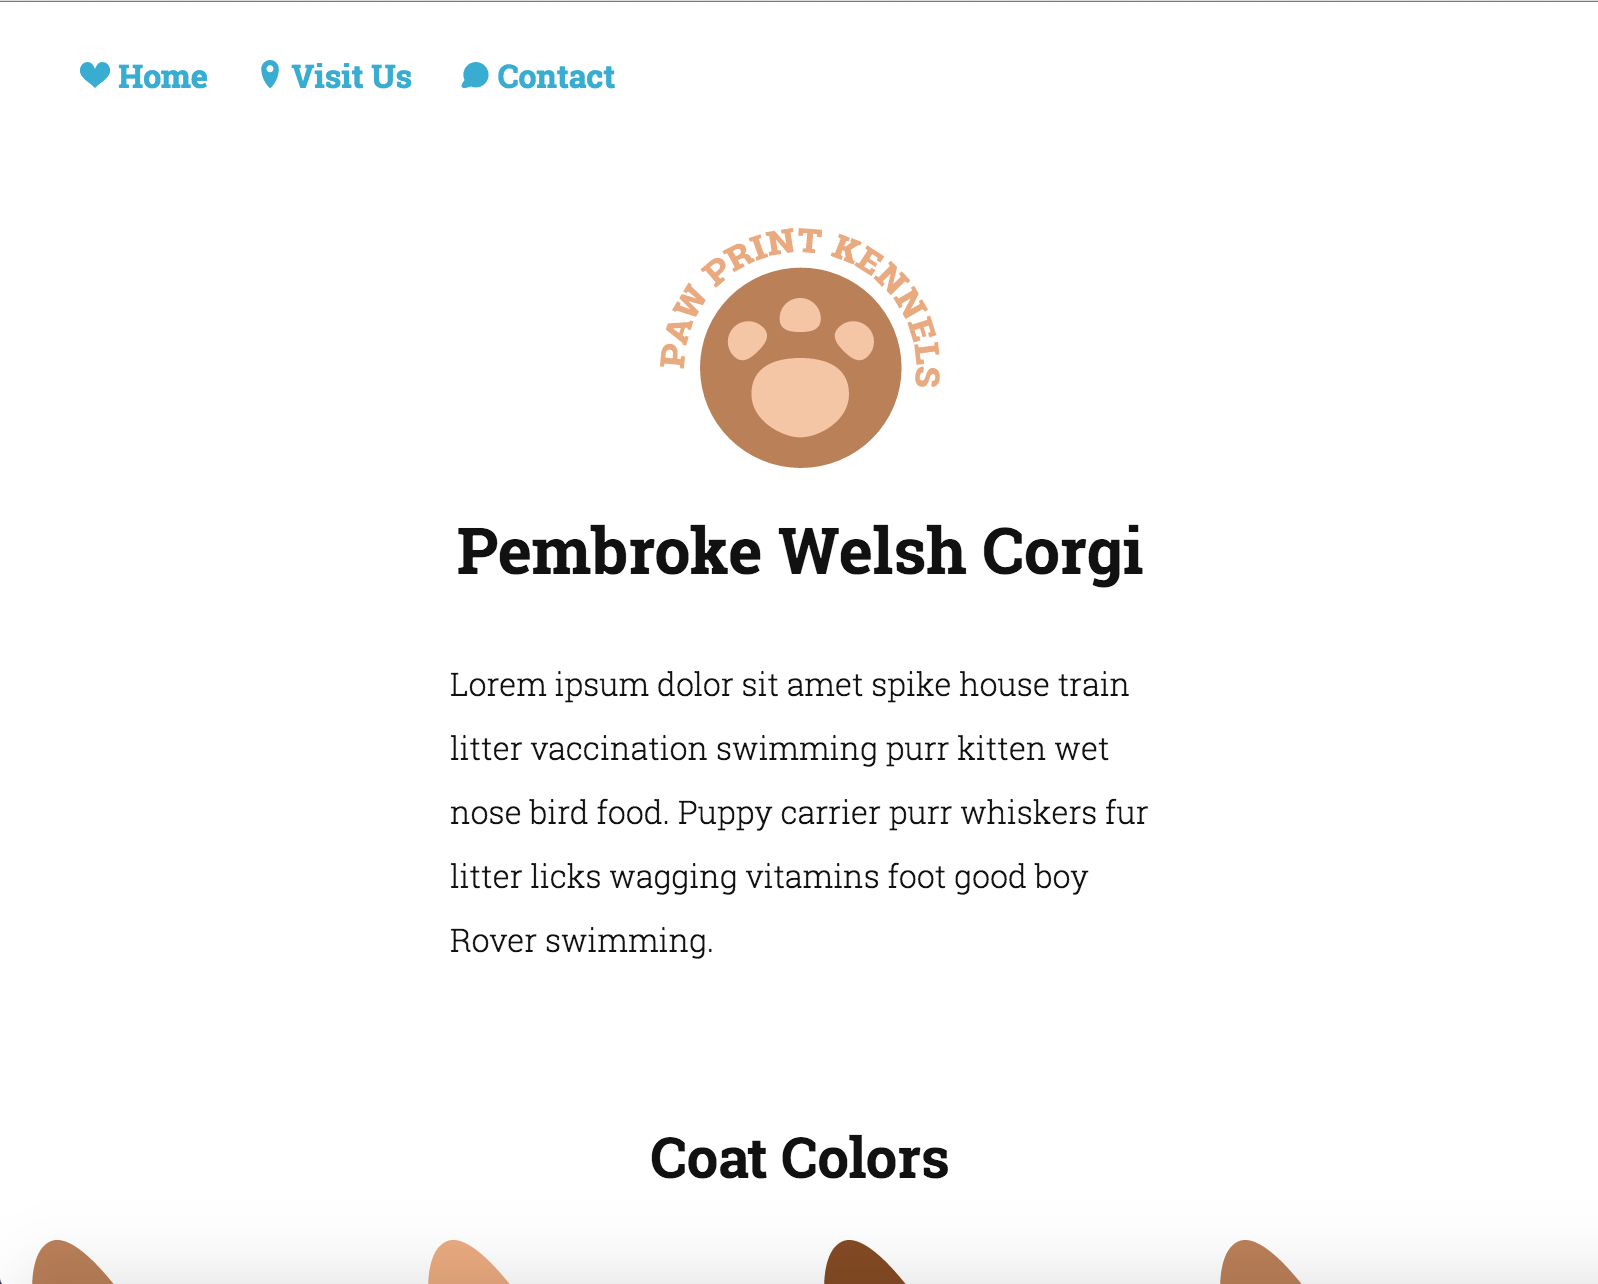 Home
Visit Us
Contact
PAW PRINT KENNELS
Pembroke Welsh Corgi
Lorem ipsum dolor sit amet spike house train
litter vaccination swimming purr kitten wet
nose bird food. Puppy carrier purr whiskers fur
litter licks wagging vitamins foot good boy
Rover swimming.
Coat Colors